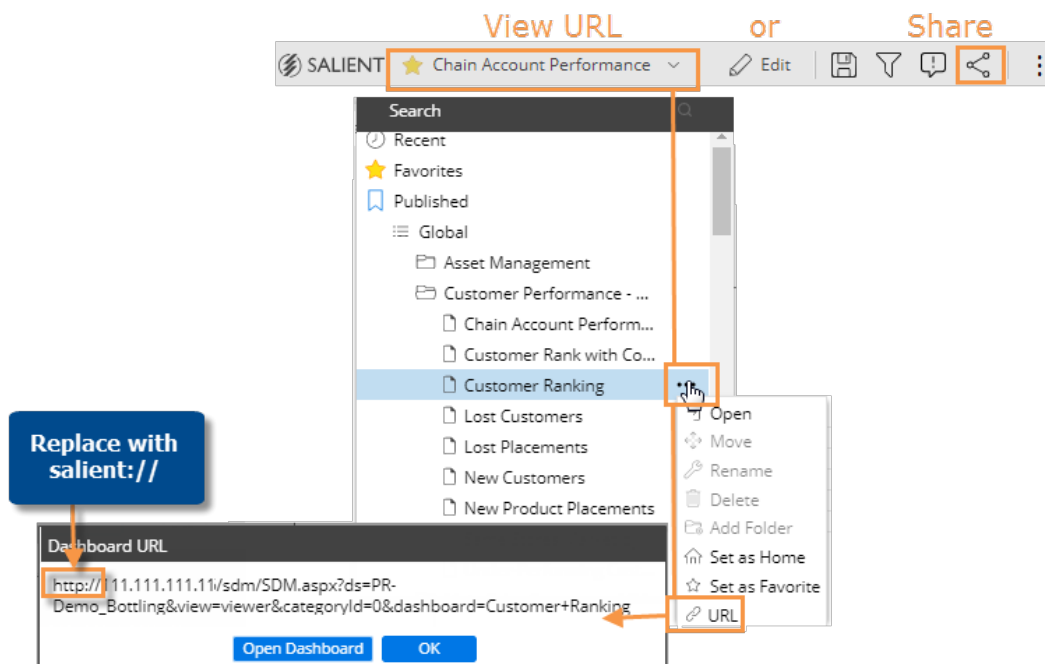 View URL or Share
SALIENT Chain Account Performance Edit
Search
Recent
Favorites
Published
Global
Asset Management
Customer Performance - ...
Chain Account Perform...
Customer Rank with Co...
Customer Ranking
Lost Customers
Lost Placements
New Customers
New Product Placements
Open
Move
Rename
Delete
Add Folder
Set as Home
Set as Favorite
URL
Replace with
salient://
Dashboard URL
http://111.111.111.11/sdm/SDM.aspx?ds=PR-
Demo_Bottling&view=viewer&categoryId=0&dashboard=Customer+Ranking
Open Dashboard OK